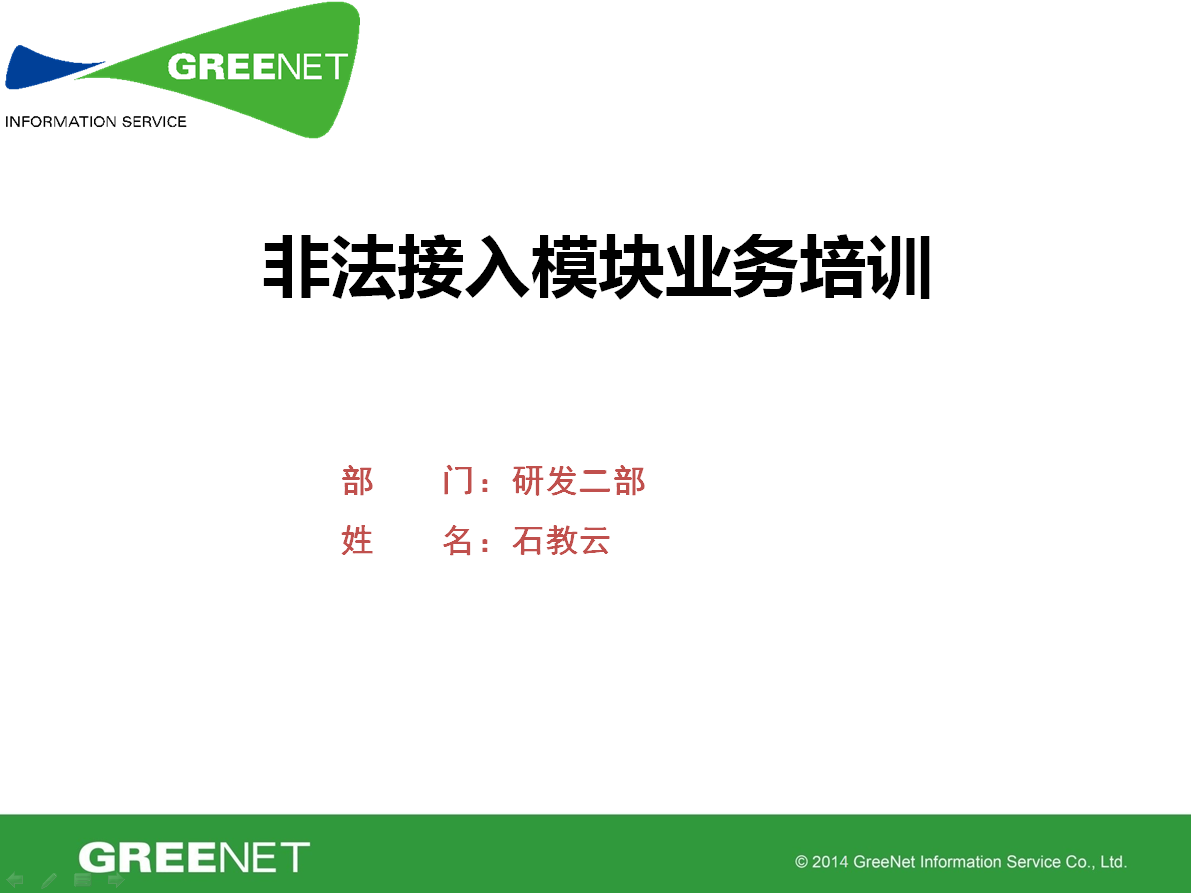 GREENET
INFORMATION SERVICE
非法接入模块业务培训
部 门：研发二部
姓 名：石教云
GREENET
© 2014 GreeNet Information Service Co., Ltd.